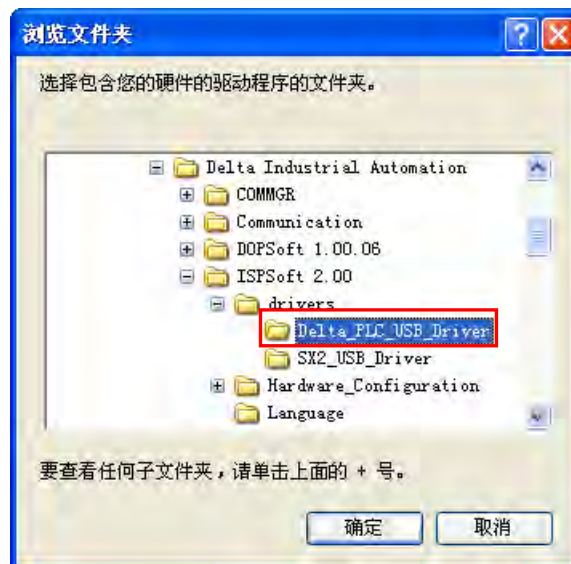 浏览文件夹
选择包含您的硬件的驱动程序的文件夹。
Delta Industrial Automation
COMMGR
Communication
DOPSoft 1.00.06
ISPSoft 2.00
drivers
Delta_PLC_USB_Driver
SX2_USB_Driver
Hardware_Configuration
Language
要查看任何子文件夹，请单击上面的 + 号。
确定 取消